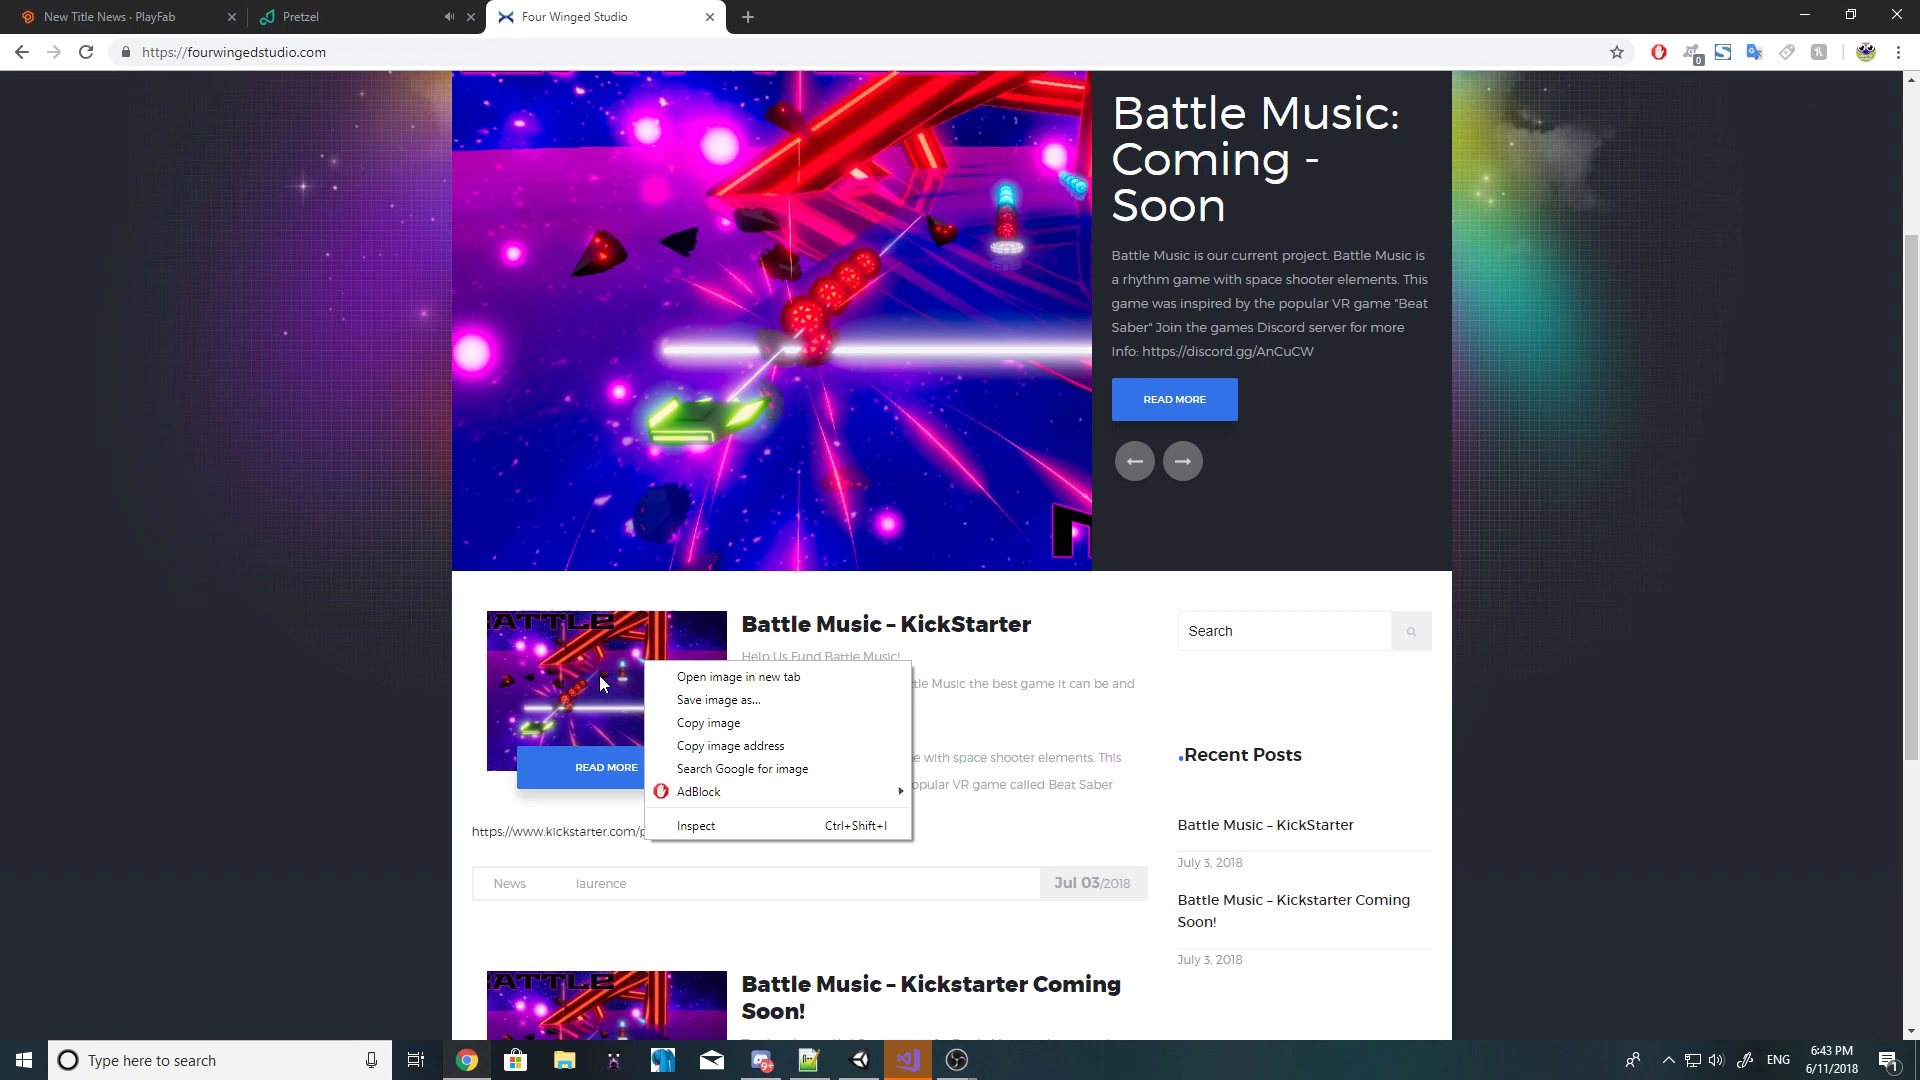 New Title News · PlayFab
Pretzel
Four Winged Studio
https://fourwingedstudio.com
0
Battle Music:
Coming -
Soon
Battle Music is our current project. Battle Music is
a rhythm game with space shooter elements. This
game was inspired by the popular VR game "Beat
Saber" Join the games Discord server for more
Info: https://discord.gg/AnCuCW
READ MORE
Battle Music – KickStarter
Help Us Fund Battle Music!
Search
Open image in new tab
Save image as...
Copy image
Copy image address
Search Google for image
AdBlock
Inspect Ctrl+Shift+I
tle Music the best game it can be and
e with space shooter elements. This
opular VR game called Beat Saber
READ MORE
https://www.kickstarter.com/p
News laurence Jul 03/2018
Recent Posts
Battle Music – KickStarter
July 3, 2018
Battle Music – Kickstarter Coming
Soon!
July 3, 2018
Battle Music – Kickstarter Coming
Soon!
Type here to search
9+
ENG
6:43 PM
6/11/2018
1